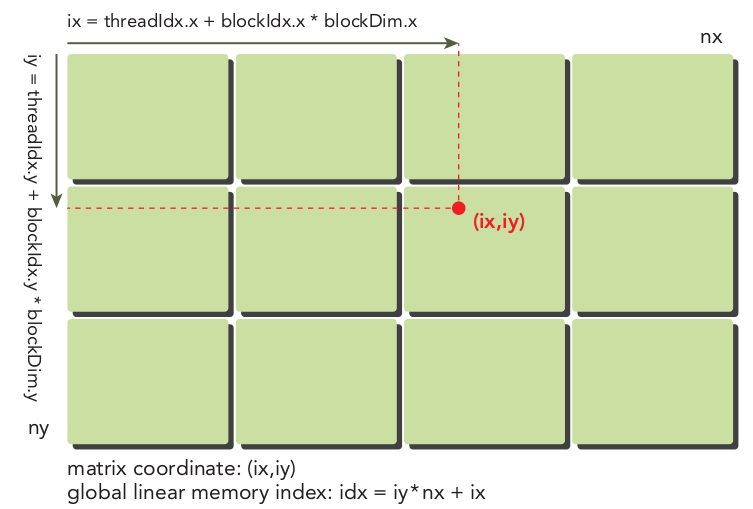 ix = threadIdx.x + blockIdx.x * blockDim.x
nx
iy = threadIdx.y + blockIdx.y * blockDim.y
(ix,iy)
ny
matrix coordinate: (ix,iy)
global linear memory index: idx = iy*nx + ix